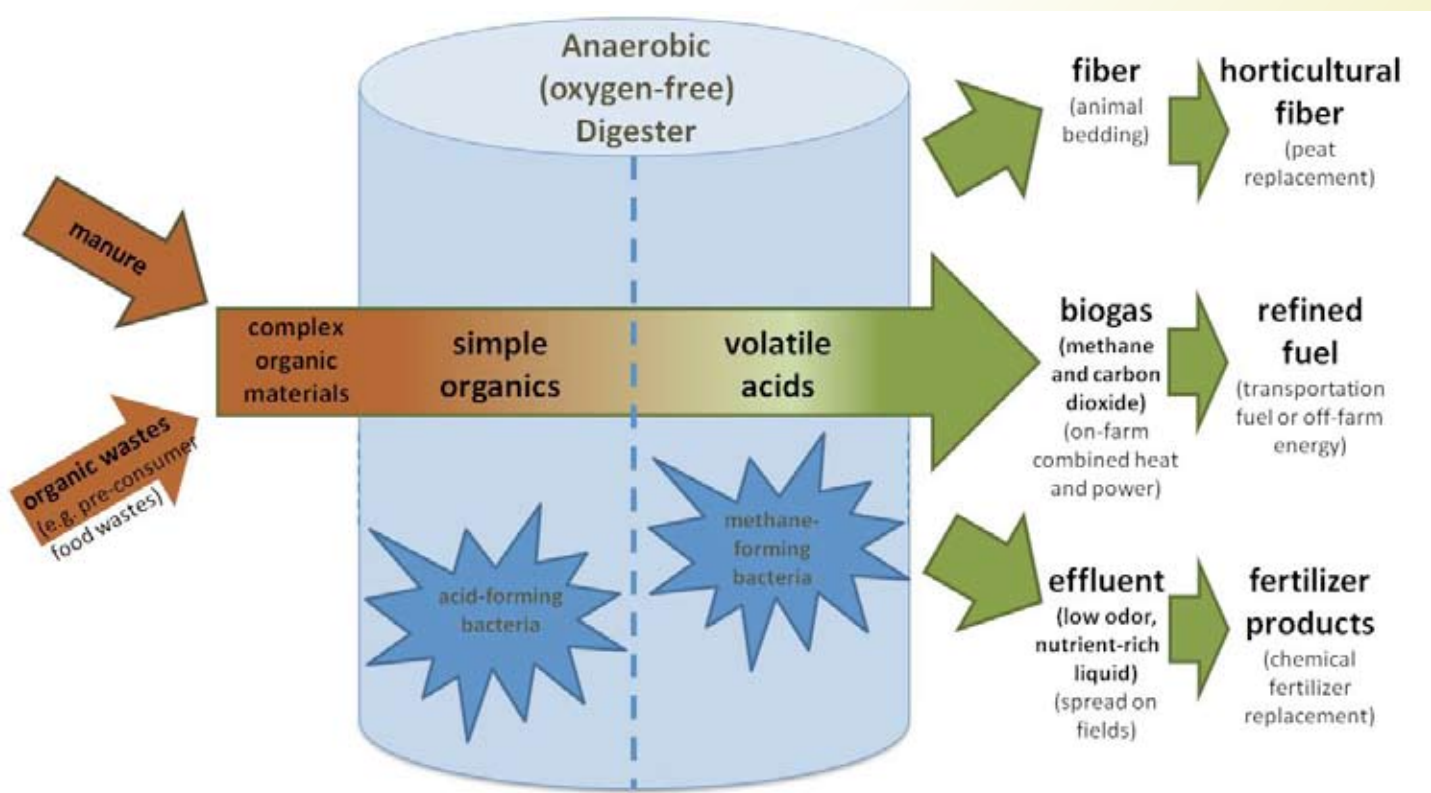 Anaerobic
(oxygen-free)
Digester
manure
organic wastes
(e.g. pre-consumer
food wastes)
complex
organic
materials
simple
organics
volatile
acids
acid-forming
bacteria
methane-
forming
bacteria
fiber
(animal
bedding)
horticultural
fiber
(peat
replacement)
biogas
(methane
and carbon
dioxide)
(on-farm
combined heat
and power)
refined
fuel
(transportation
fuel or off-farm
energy)
effluent
(low odor,
nutrient-rich
liquid)
(spread on
fields)
fertilizer
products
(chemical
fertilizer
replacement)